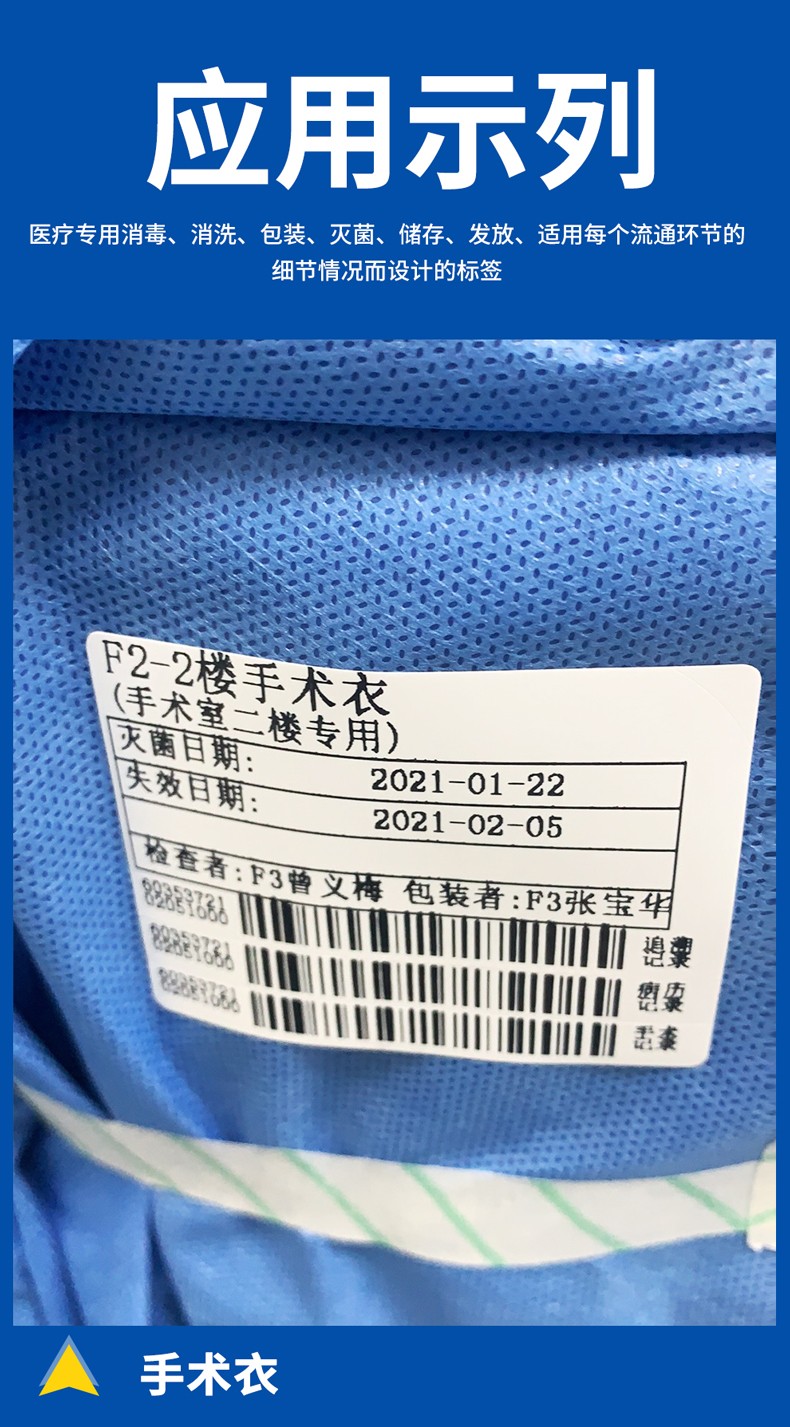 应用示列
医疗专用消毒、消洗、包装、灭菌、储存、发放、适用每个流通环节的
细节情况而设计的标签
F2-2楼手术衣
(手术室二楼专用)
灭菌日期: 2021-01-22
失效日期: 2021-02-05
检查者:F3曾义梅 包装者:F3张宝华
追溯
记录
病历
记录
手术
记录
手术衣